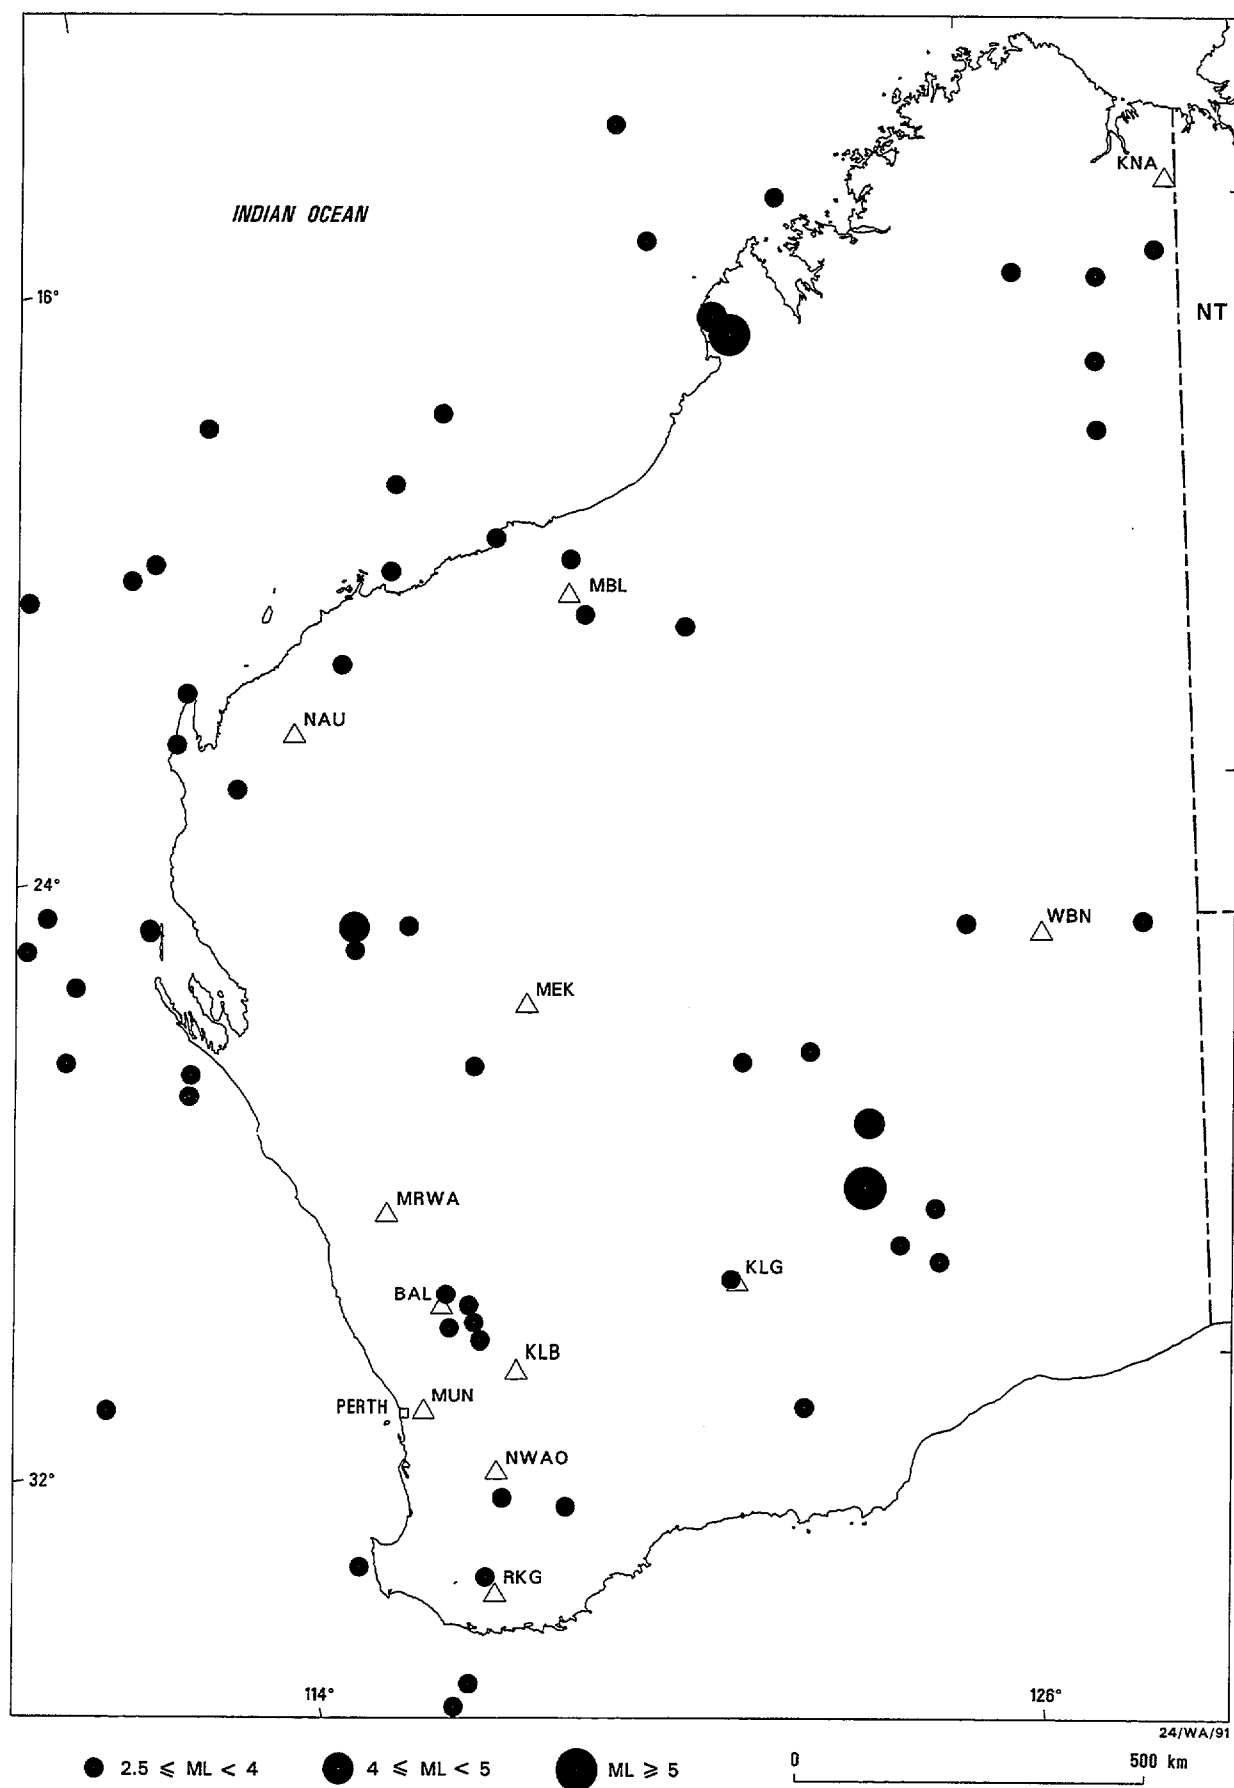 KNA
INDIAN OCEAN
16°
NT
MBL
NAU
24°
WBN
MEK
MRWA
KLG
BAL
KLB
MUN
PERTH
NWAO
32°
RKG
114°
126°
24/WA/91
2.5 ⩽ ML < 4
4 ⩽ ML < 5
ML ⩾ 5
0
500 km